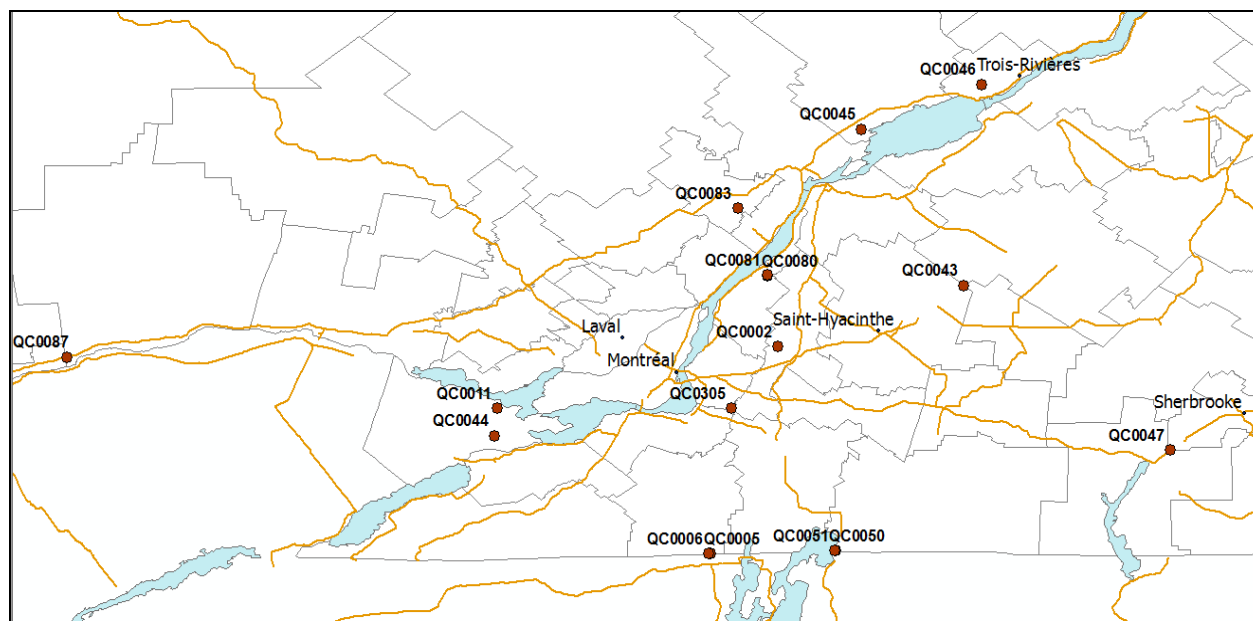 Trois-Rivières
QC0046
QC0045
QC0083
QC0081 QC0080
QC0043
Saint-Hyacinthe
Laval
QC0002
QC0087
Montréal
QC0011
QC0305
Sherbrooke
QC0044
QC0047
QC0006 QC0005
QC0051 QC0050